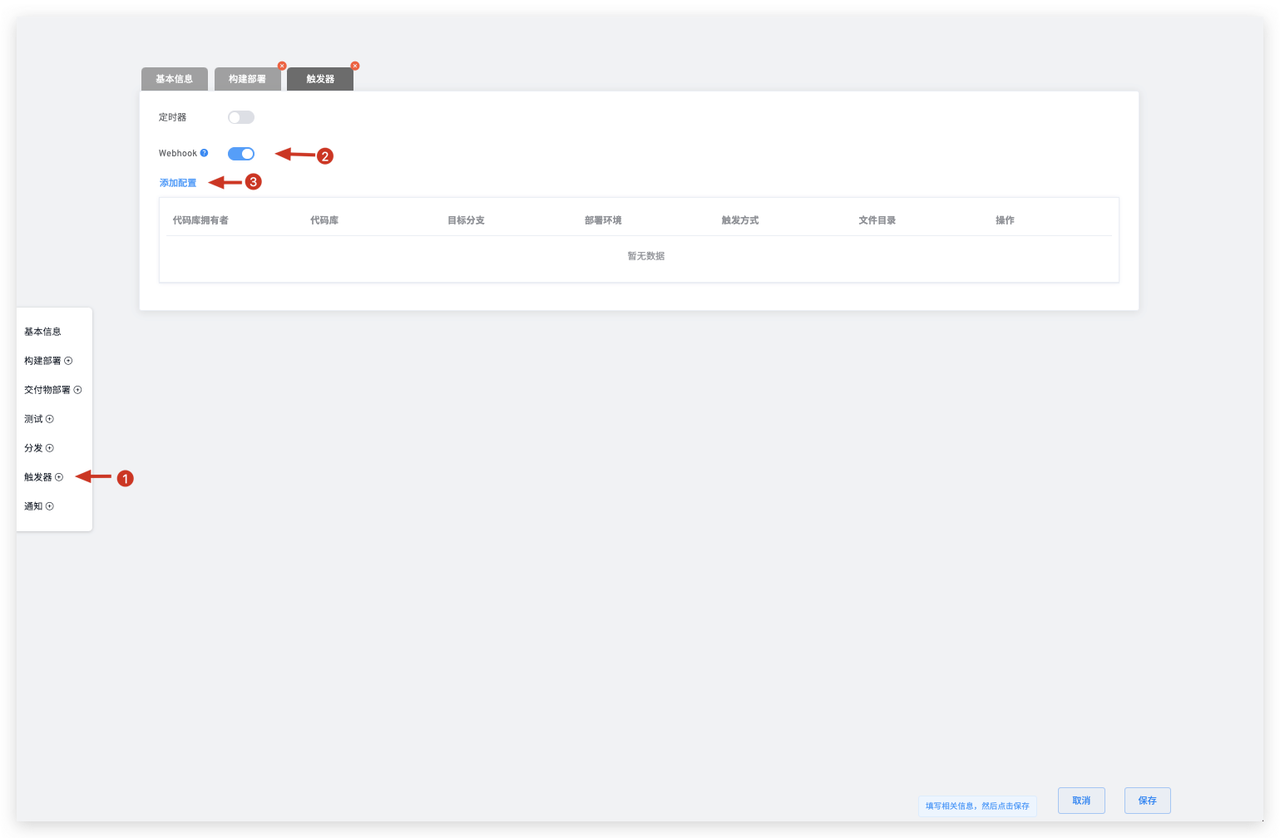 基本信息 构建部署 触发器
定时器
Webhook 2
添加配置 3
代码库拥有者 代码库 目标分支 部署环境 触发方式 文件目录 操作
暂无数据
基本信息
构建部署
交付物部署
测试
分发
触发器 1
通知
填写相关信息，然后点击保存 取消 保存